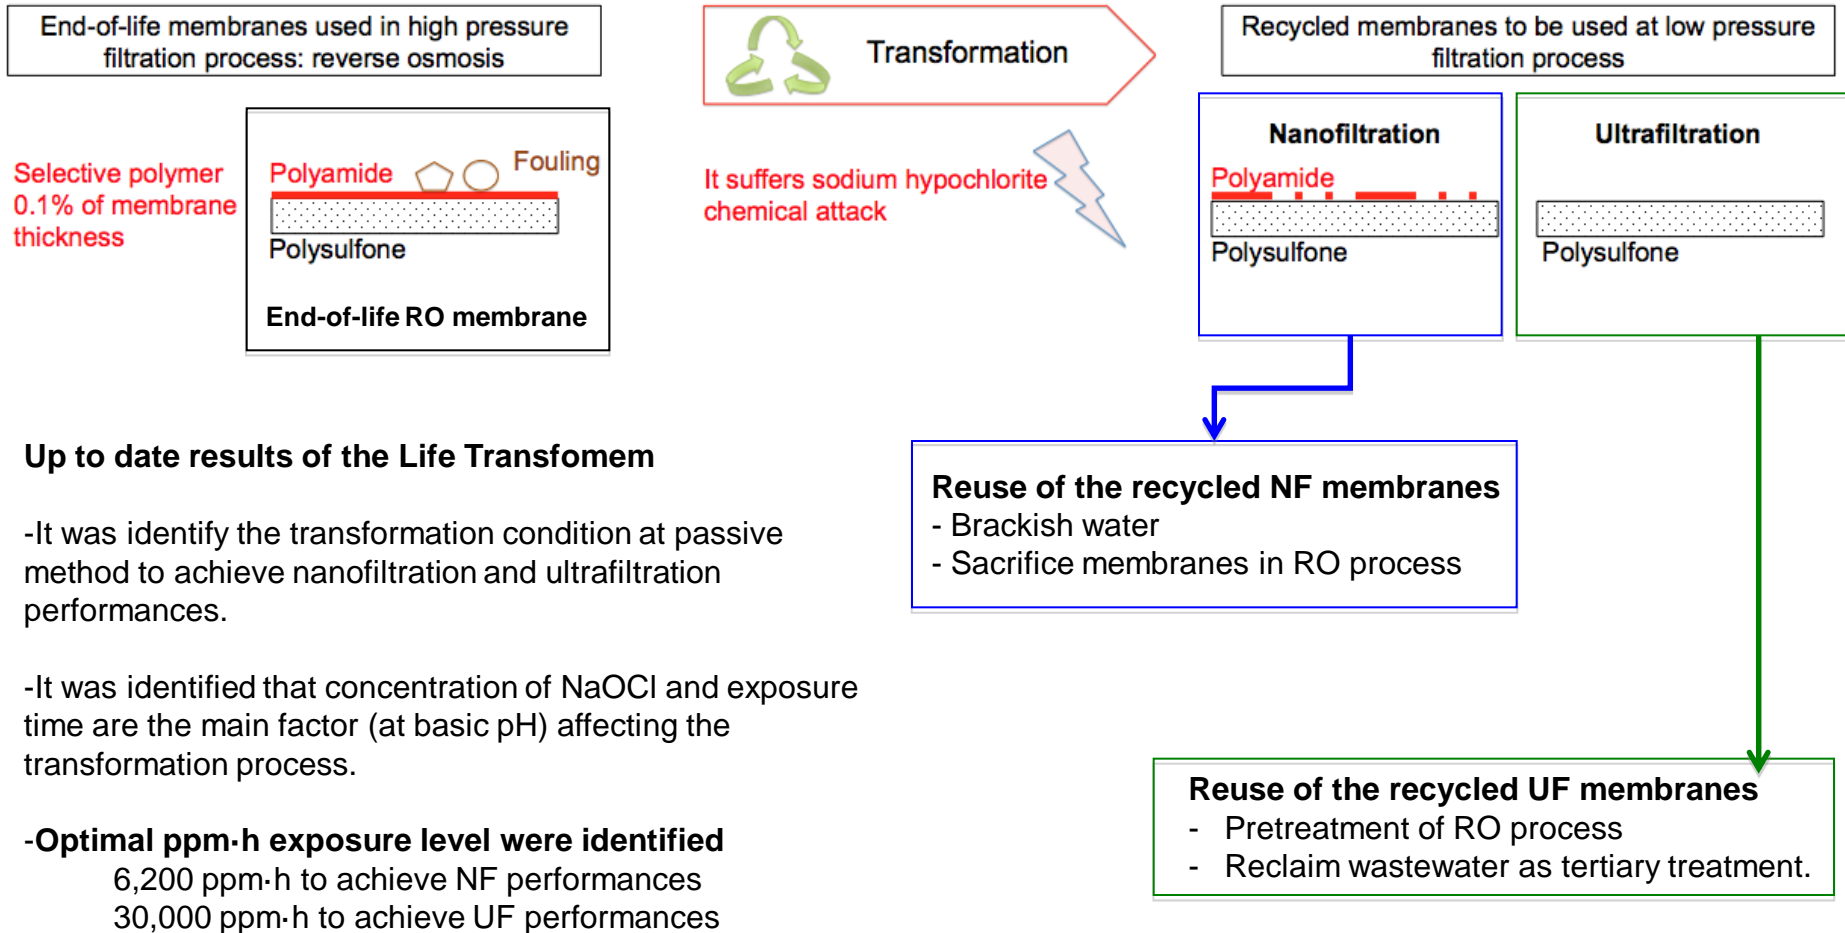 End-of-life membranes used in high pressure
filtration process: reverse osmosis
Transformation
Recycled membranes to be used at low pressure
filtration process
Selective polymer
0.1% of membrane
thickness
Polyamide
Fouling
Polysulfone
End-of-life RO membrane
It suffers sodium hypochlorite
chemical attack
Nanofiltration
Polyamide
Polysulfone
Ultrafiltration
Polysulfone
Up to date results of the Life Transfomem
-It was identify the transformation condition at passive
method to achieve nanofiltration and ultrafiltration
performances.
-It was identified that concentration of NaOCl and exposure
time are the main factor (at basic pH) affecting the
transformation process.
-Optimal ppm·h exposure level were identified
6,200 ppm·h to achieve NF performances
30,000 ppm·h to achieve UF performances
Reuse of the recycled NF membranes
- Brackish water
- Sacrifice membranes in RO process
Reuse of the recycled UF membranes
- Pretreatment of RO process
- Reclaim wastewater as tertiary treatment.